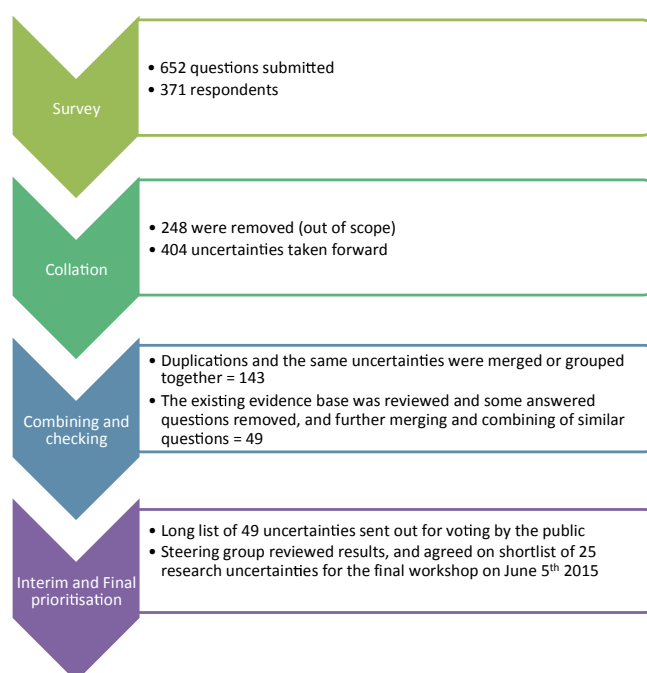 Survey
• 652 questions submitted
• 371 respondents
Collation
• 248 were removed (out of scope)
• 404 uncertainties taken forward
Combining and
checking
• Duplications and the same uncertainties were merged or grouped
together = 143
• The existing evidence base was reviewed and some answered
questions removed, and further merging and combining of similar
questions = 49
Interim and Final
prioritisation
• Long list of 49 uncertainties sent out for voting by the public
• Steering group reviewed results, and agreed on shortlist of 25
research uncertainties for the final workshop on June 5th 2015